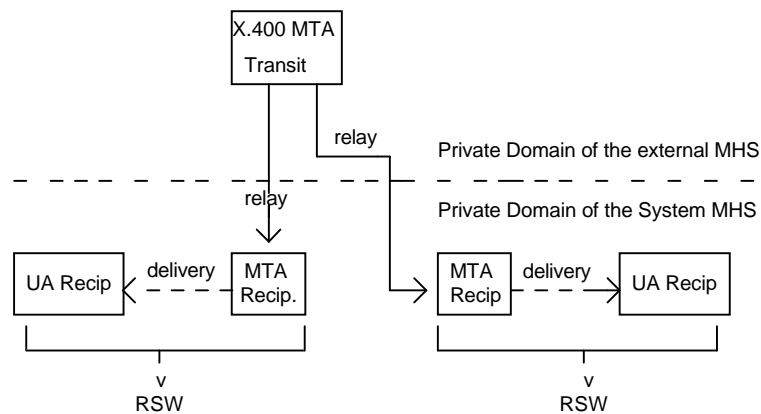 X.400 MTA
Transit
relay
Private Domain of the external MHS
relay
Private Domain of the System MHS
UA Recip
delivery
MTA
Recip.
MTA
Recip
delivery
UA Recip
v
RSW
v
RSW